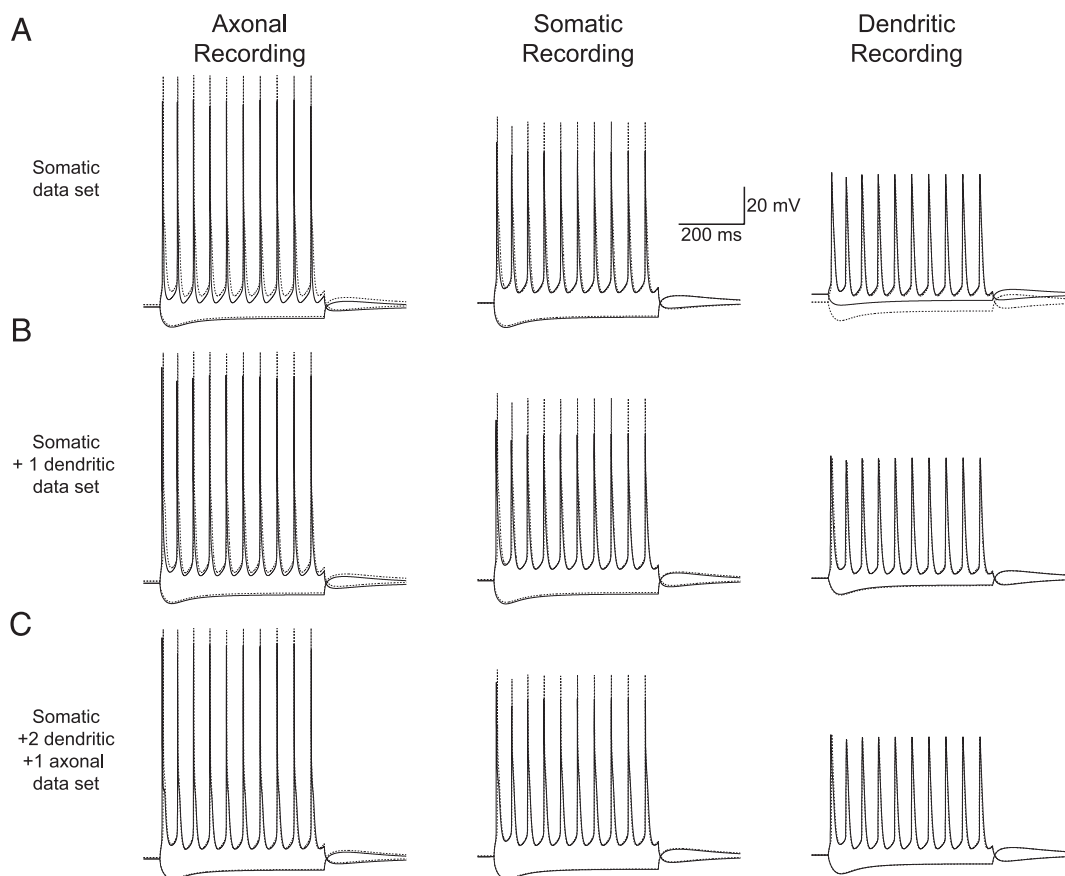 A
Axonal
Recording
Somatic
Recording
Dendritic
Recording
Somatic
data set
20 mV
200 ms
B
Somatic
+ 1 dendritic
data set
C
Somatic
+2 dendritic
+1 axonal
data set